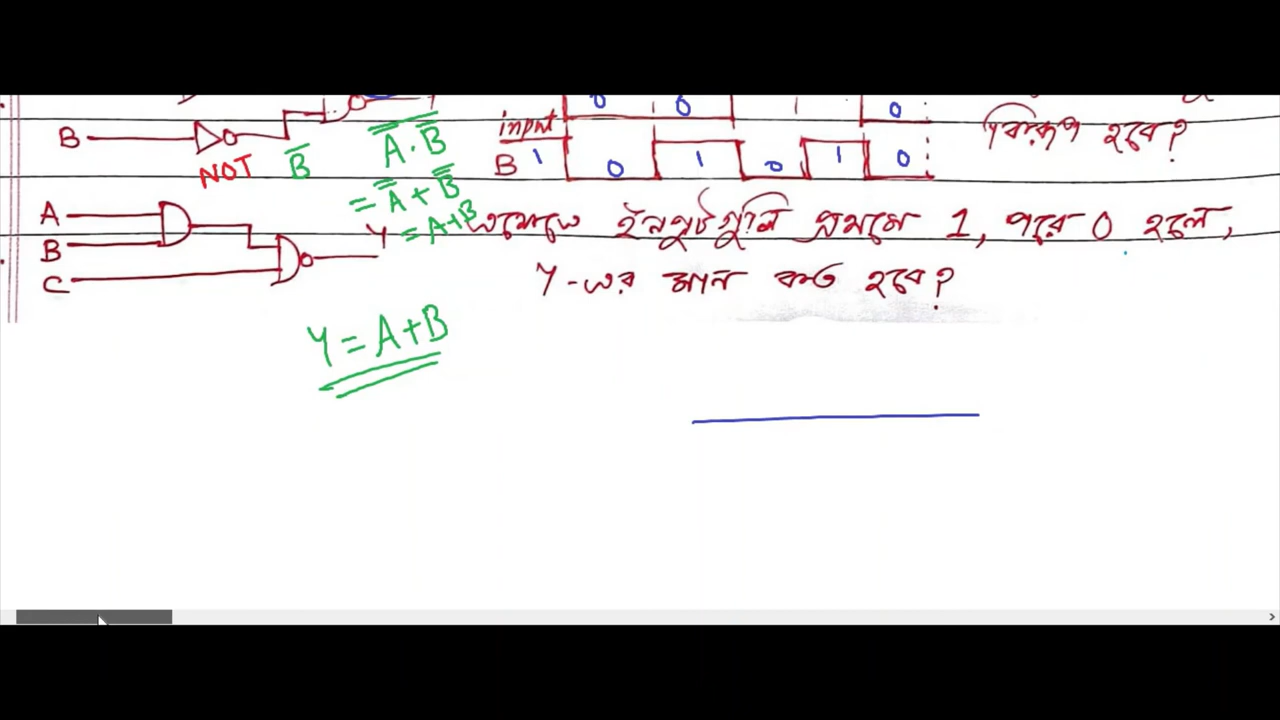 0 0 0
B NOT B̅
A̅·B̅
= A̿ + B̿
Y = A+B
input
B 1 0 1 0 1 0
হবে?
A
B
C
ইনপুটগুলি প্রথমে 1, পরে 0 হলে,
Y-এর মান কত হবে?
Y = A+B